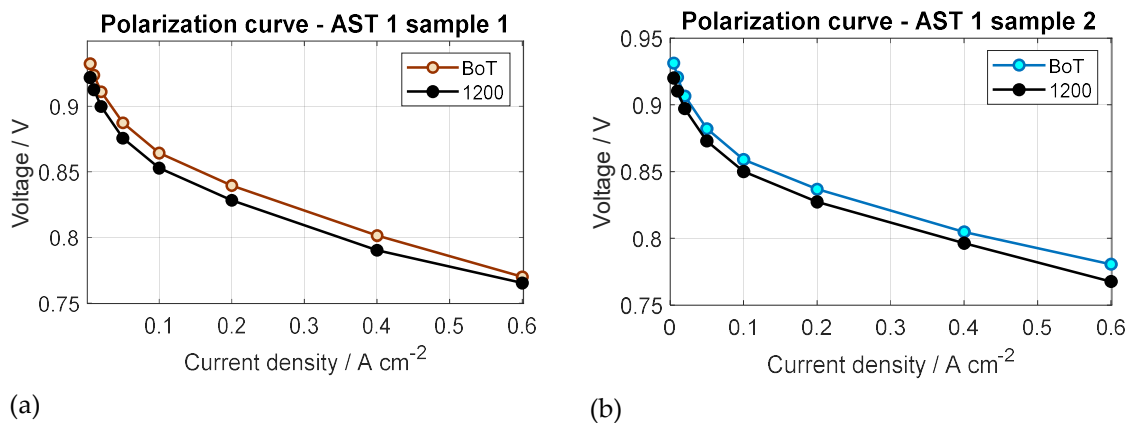 Polarization curve - AST 1 sample 1
BoT
1200
0.9
0.85
0.8
0.75
Voltage / V
0.1
0.2
0.3
0.4
0.5
0.6
Current density / A cm-2
(a)
Polarization curve - AST 1 sample 2
BoT
1200
0.95
0.9
0.85
0.8
0.75
Voltage / V
0
0.1
0.2
0.3
0.4
0.5
0.6
Current density / A cm-2
(b)